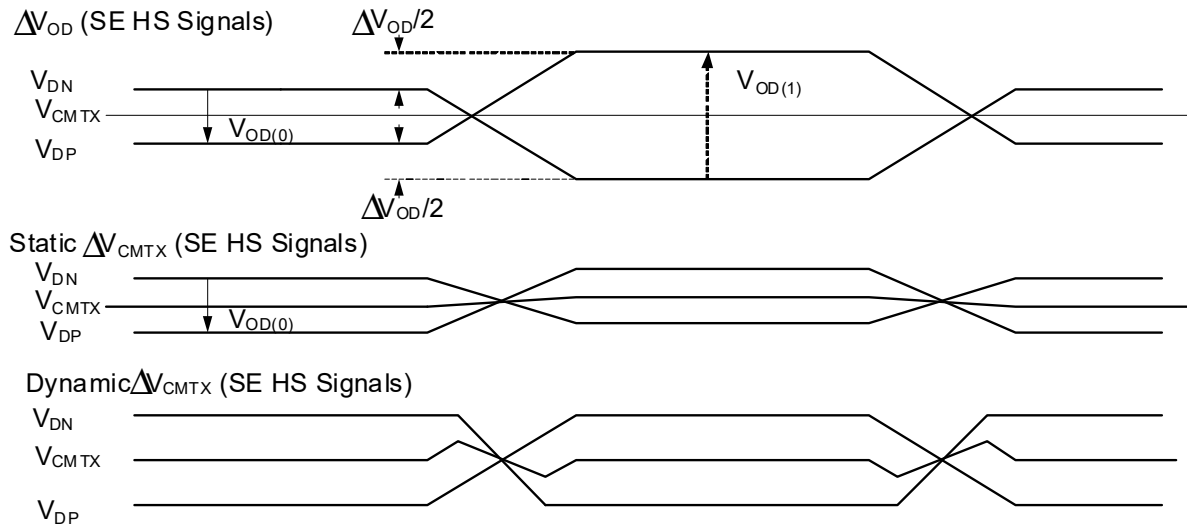 ΔV_OD (SE HS Signals)
ΔV_OD/2
V_DN
V_CMTX
V_OD(0)
V_OD(1)
V_DP
ΔV_OD/2
Static ΔV_CMTX (SE HS Signals)
V_DN
V_CMTX
V_OD(0)
V_DP
Dynamic ΔV_CMTX (SE HS Signals)
V_DN
V_CMTX
V_DP